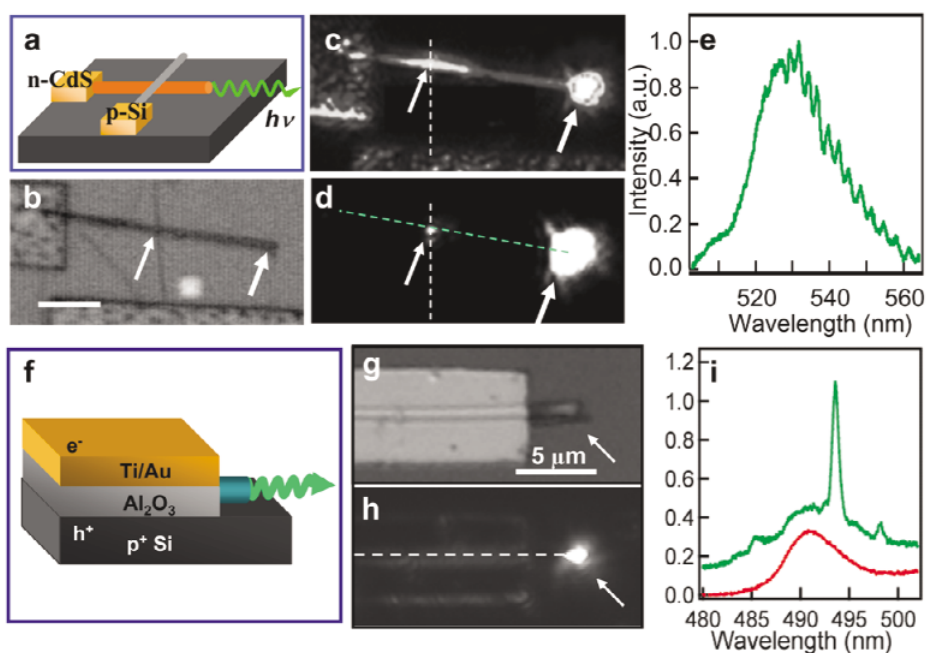 a
n-CdS
p-Si
hν
b
c
d
e
Intensity (a.u.)
1.0
0.8
0.6
0.4
0.2
0.0
520
540
560
Wavelength (nm)
f
e-
Ti/Au
Al2O3
h+
p+ Si
g
5 μm
h
i
1.2
1.0
0.8
0.6
0.4
0.2
0.0
480
485
490
495
500
Wavelength (nm)